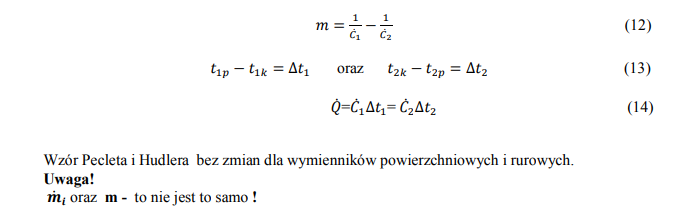 m = 1/Ċ₁ − 1/Ċ₂ (12)
t₁ₚ − t₁ₖ = Δt₁ oraz t₂ₖ − t₂ₚ = Δt₂ (13)
Q̇=Ċ₁Δt₁= Ċ₂Δt₂ (14)
Wzór Pecleta i Hudlera bez zmian dla wymienników powierzchniowych i rurowych.
Uwaga!
ṁᵢ oraz m - to nie jest to samo !